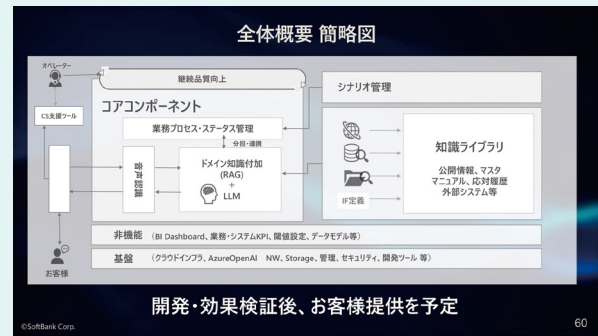 全体概要 簡略図
オペレーター
CS支援ツール
お客様
継続品質向上
コアコンポーネント
業務プロセス・ステータス管理
分担・連携
音声認識
ドメイン知識付加
(RAG)
+
LLM
シナリオ管理
IF定義
知識ライブラリ
公開情報、マスタ
マニュアル、応対履歴
外部システム等
非機能 (BI Dashboard、業務・システムKPI、閾値設定、データモデル等)
基盤 (クラウドインフラ、AzureOpenAI NW、Storage、管理、セキュリティ、開発ツール 等)
開発・効果検証後、お客様提供を予定
©SoftBank Corp.
60